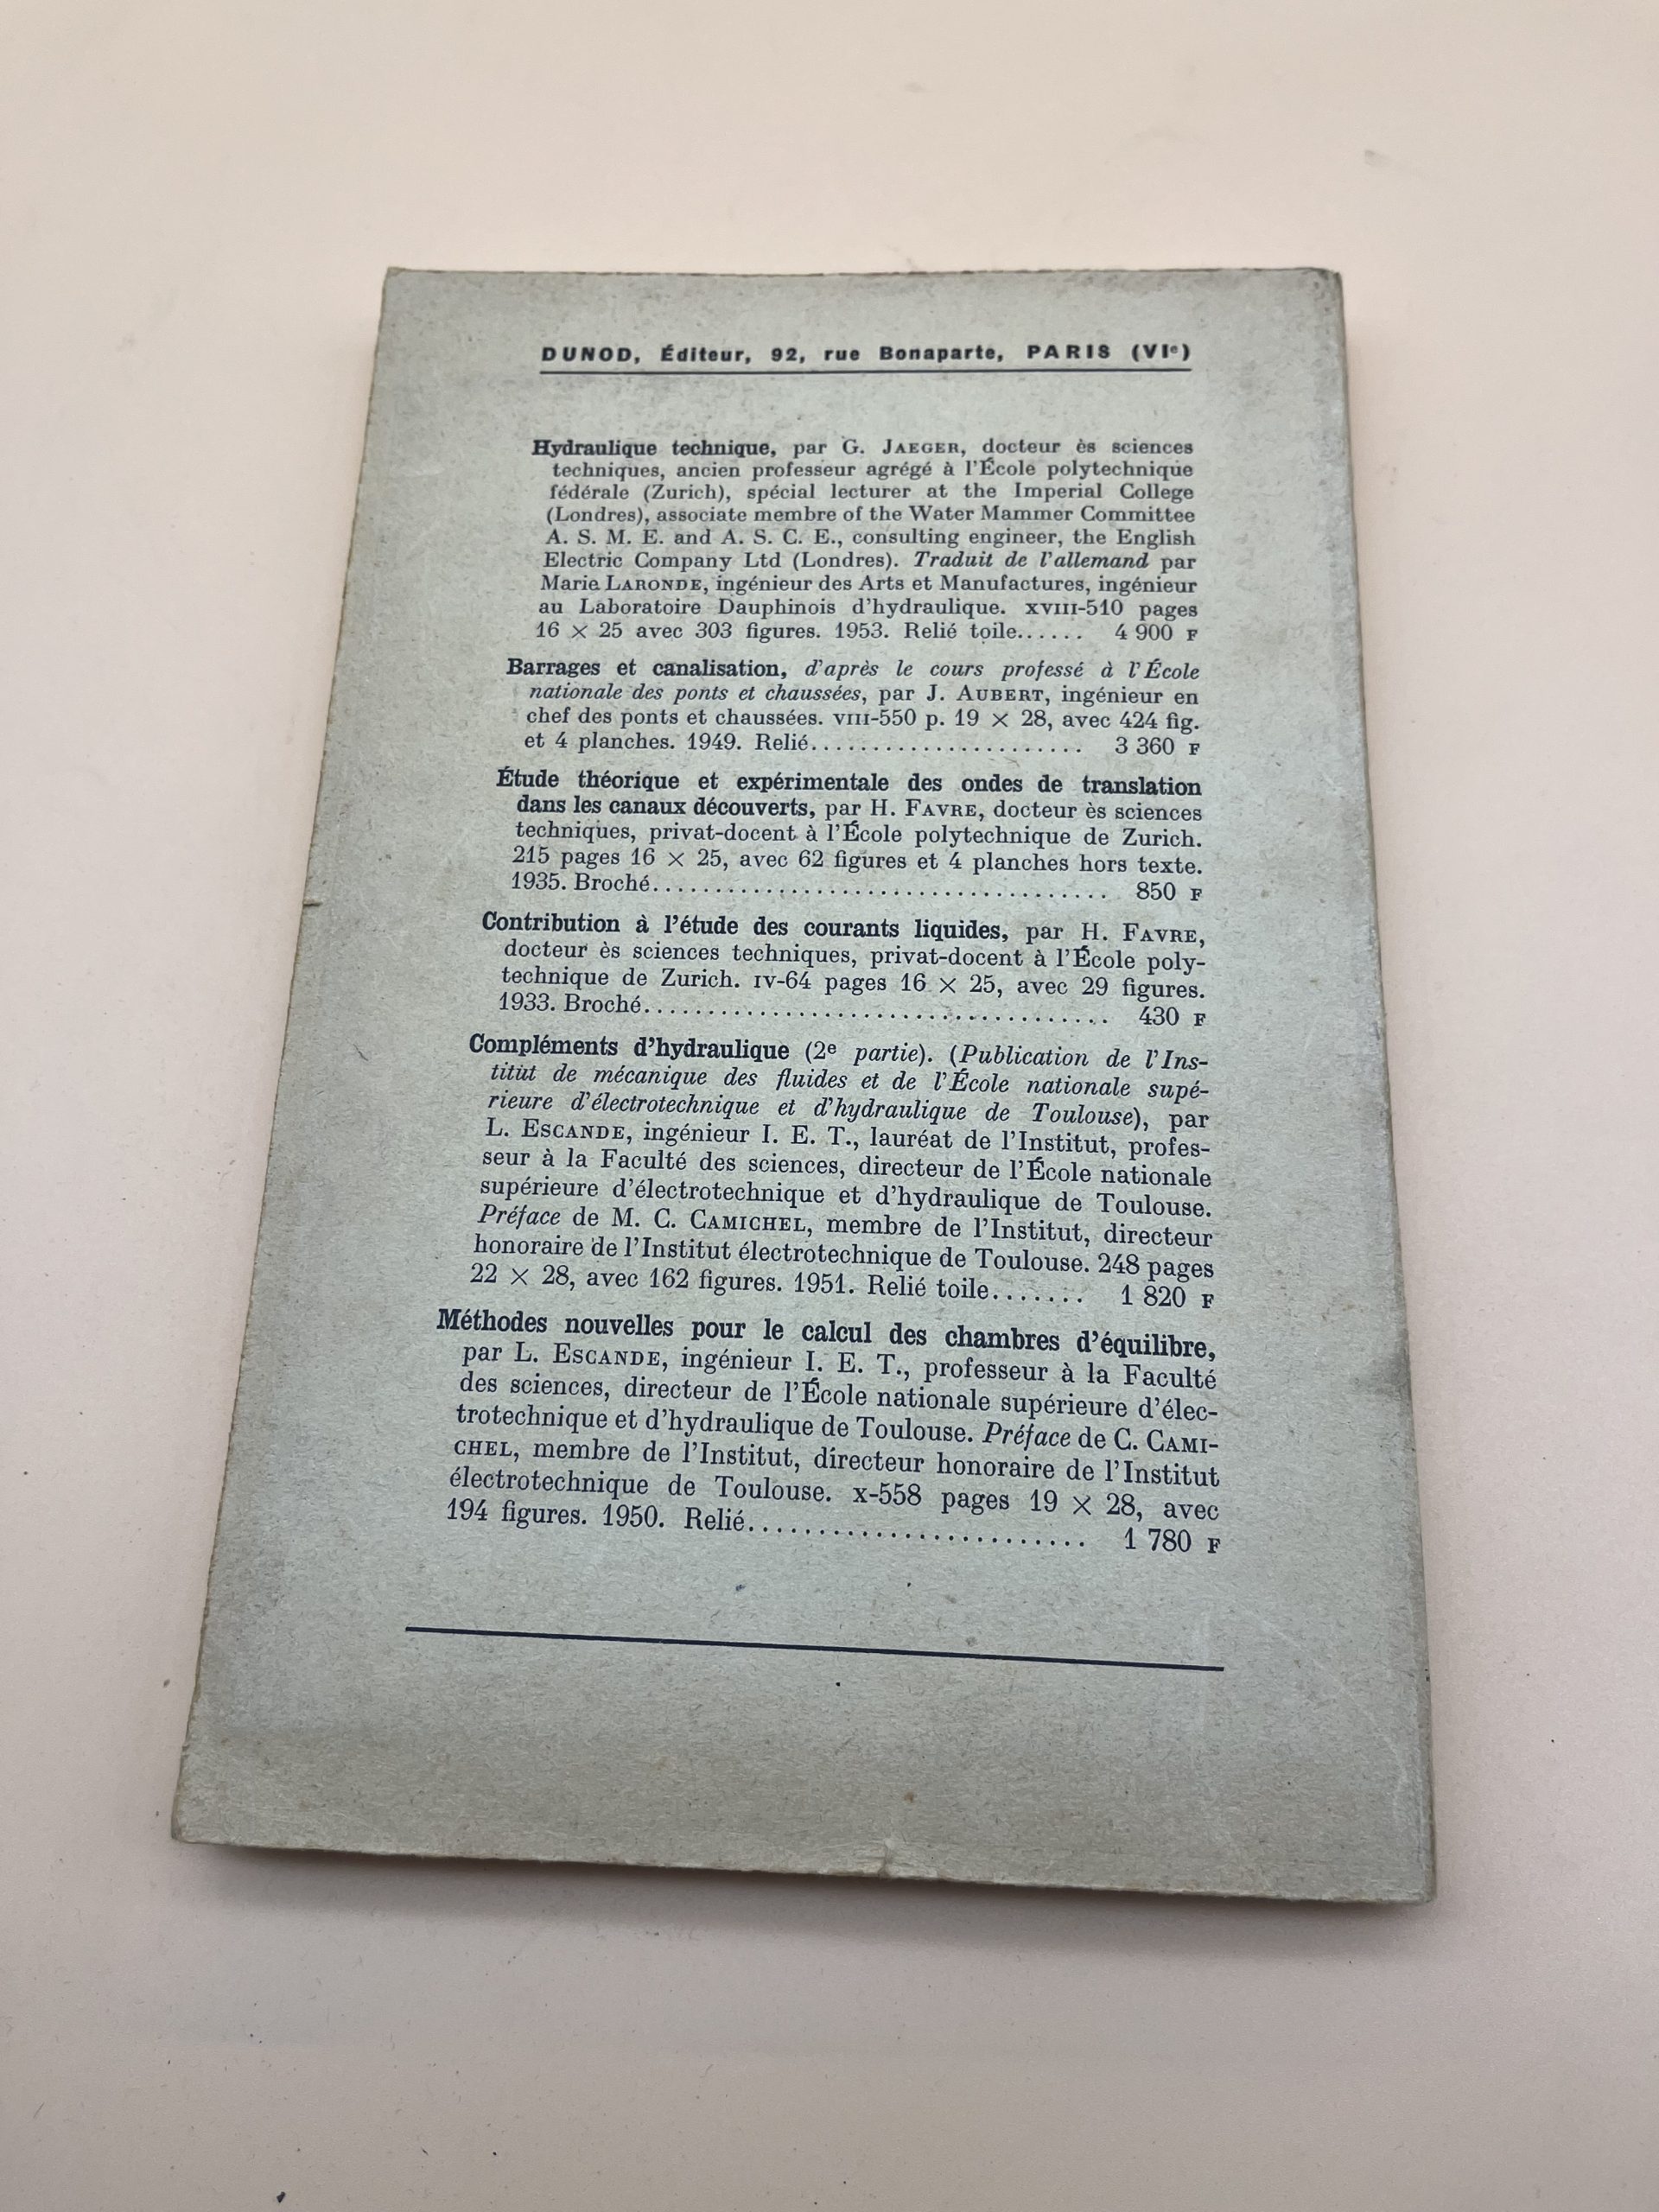 DUNOD, Éditeur, 92, rue Bonaparte, PARIS (VIe)
Hydraulique technique, par G. JAEGER, docteur ès sciences
techniques, ancien professeur agrégé à l'École polytechnique
fédérale (Zurich), spécial lecturer at the Imperial College
(Londres), associate membre of the Water Mammer Committee
A. S. M. E. and A. S. C. E., consulting engineer, the English
Electric Company Ltd (Londres). Traduit de l'allemand par
Marie LARONDE, ingénieur des Arts et Manufactures, ingénieur
au Laboratoire Dauphinois d'hydraulique. XVIII-510 pages
16 × 25 avec 303 figures. 1953. Relié toile...... 4 900 F
Barrages et canalisation, d'après le cours professé à l'École
nationale des ponts et chaussées, par J. AUBERT, ingénieur en
chef des ponts et chaussées. VIII-550 p. 19 × 28, avec 424 fig.
et 4 planches. 1949. Relié...................... 3 360 F
Étude théorique et expérimentale des ondes de translation
dans les canaux découverts, par H. FAVRE, docteur ès sciences
techniques, privat-docent à l'École polytechnique de Zurich.
215 pages 16 × 25, avec 62 figures et 4 planches hors texte.
1935. Broché..................................... 850 F
Contribution à l'étude des courants liquides, par H. FAVRE,
docteur ès sciences techniques, privat-docent à l'École poly-
technique de Zurich. IV-64 pages 16 × 25, avec 29 figures.
1933. Broché..................................... 430 F
Compléments d'hydraulique (2e partie). (Publication de l'Ins-
titut de mécanique des fluides et de l'École nationale supé-
rieure d'électrotechnique et d'hydraulique de Toulouse), par
L. ESCANDE, ingénieur I. E. T., lauréat de l'Institut, profes-
seur à la Faculté des sciences, directeur de l'École nationale
supérieure d'électrotechnique et d'hydraulique de Toulouse.
Préface de M. C. CAMICHEL, membre de l'Institut, directeur
honoraire de l'Institut électrotechnique de Toulouse. 248 pages
22 × 28, avec 162 figures. 1951. Relié toile....... 1 820 F
Méthodes nouvelles pour le calcul des chambres d'équilibre,
par L. ESCANDE, ingénieur I. E. T., professeur à la Faculté
des sciences, directeur de l'École nationale supérieure d'élec-
trotechnique et d'hydraulique de Toulouse. Préface de C. CAMI-
CHEL, membre de l'Institut, directeur honoraire de l'Institut
électrotechnique de Toulouse. X-558 pages 19 × 28, avec
194 figures. 1950. Relié.......................... 1 780 F